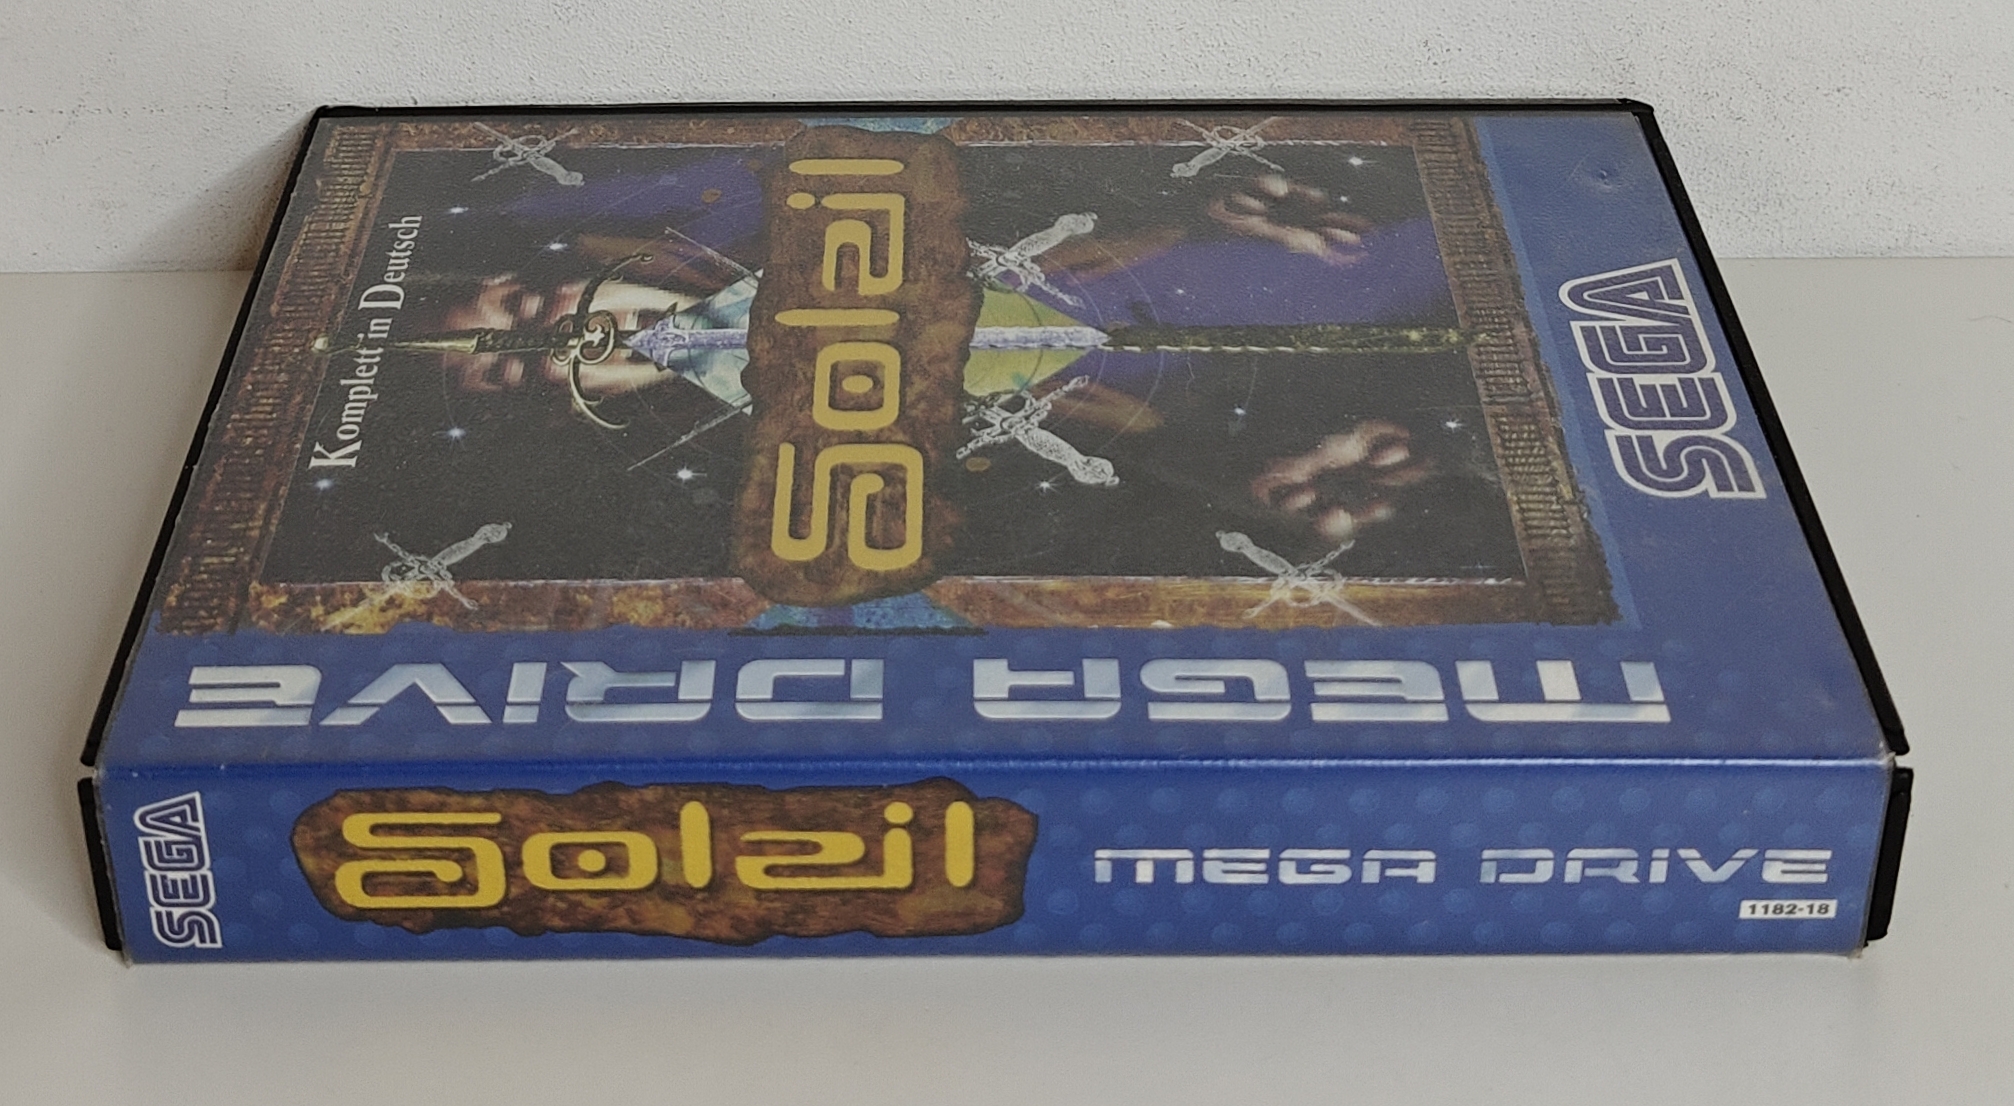 Komplett in Deutsch
Soleil
SEGA
MEGA DRIVE
SEGA
Soleil
MEGA DRIVE
1182-18